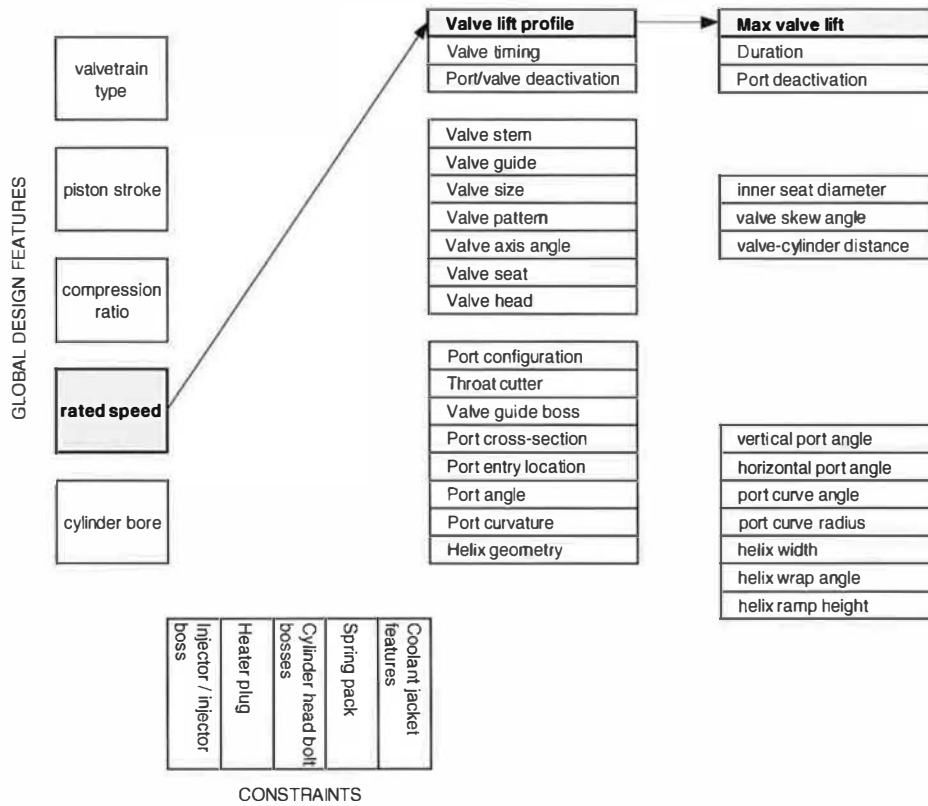 GLOBAL DESIGN FEATURES
valvetrain
type
piston stroke
compression
ratio
rated speed
cylinder bore
Valve lift profile
Valve timing
Port/valve deactivation
Valve stem
Valve guide
Valve size
Valve pattern
Valve axis angle
Valve seat
Valve head
Port configuration
Throat cutter
Valve guide boss
Port cross-section
Port entry location
Port angle
Port curvature
Helix geometry
Max valve lift
Duration
Port deactivation
inner seat diameter
valve skew angle
valve-cylinder distance
vertical port angle
horizontal port angle
port curve angle
port curve radius
helix width
helix wrap angle
helix ramp height
Injector / injector
boss
Heater plug
Cylinder head bolt
bosses
Spring pack
Coolant jacket
features
CONSTRAINTS